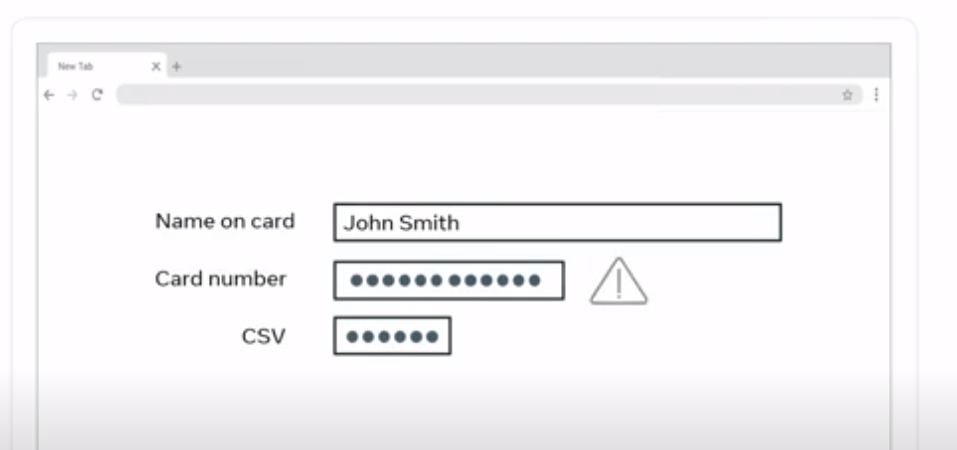 New Tab
Name on card
John Smith
Card number
●●●●●●●●●●●●
CSV
●●●●●●